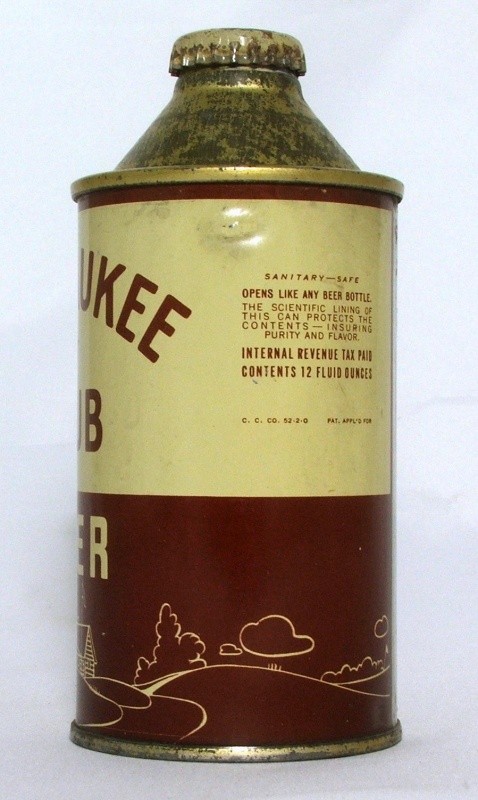 UKEE
UB
ER
SANITARY—SAFE
OPENS LIKE ANY BEER BOTTLE.
THE SCIENTIFIC LINING OF
THIS CAN PROTECTS THE
CONTENTS — INSURING
PURITY AND FLAVOR.
INTERNAL REVENUE TAX PAID
CONTENTS 12 FLUID OUNCES
C. C. CO. 52-2-O PAT. APPL'D FOR